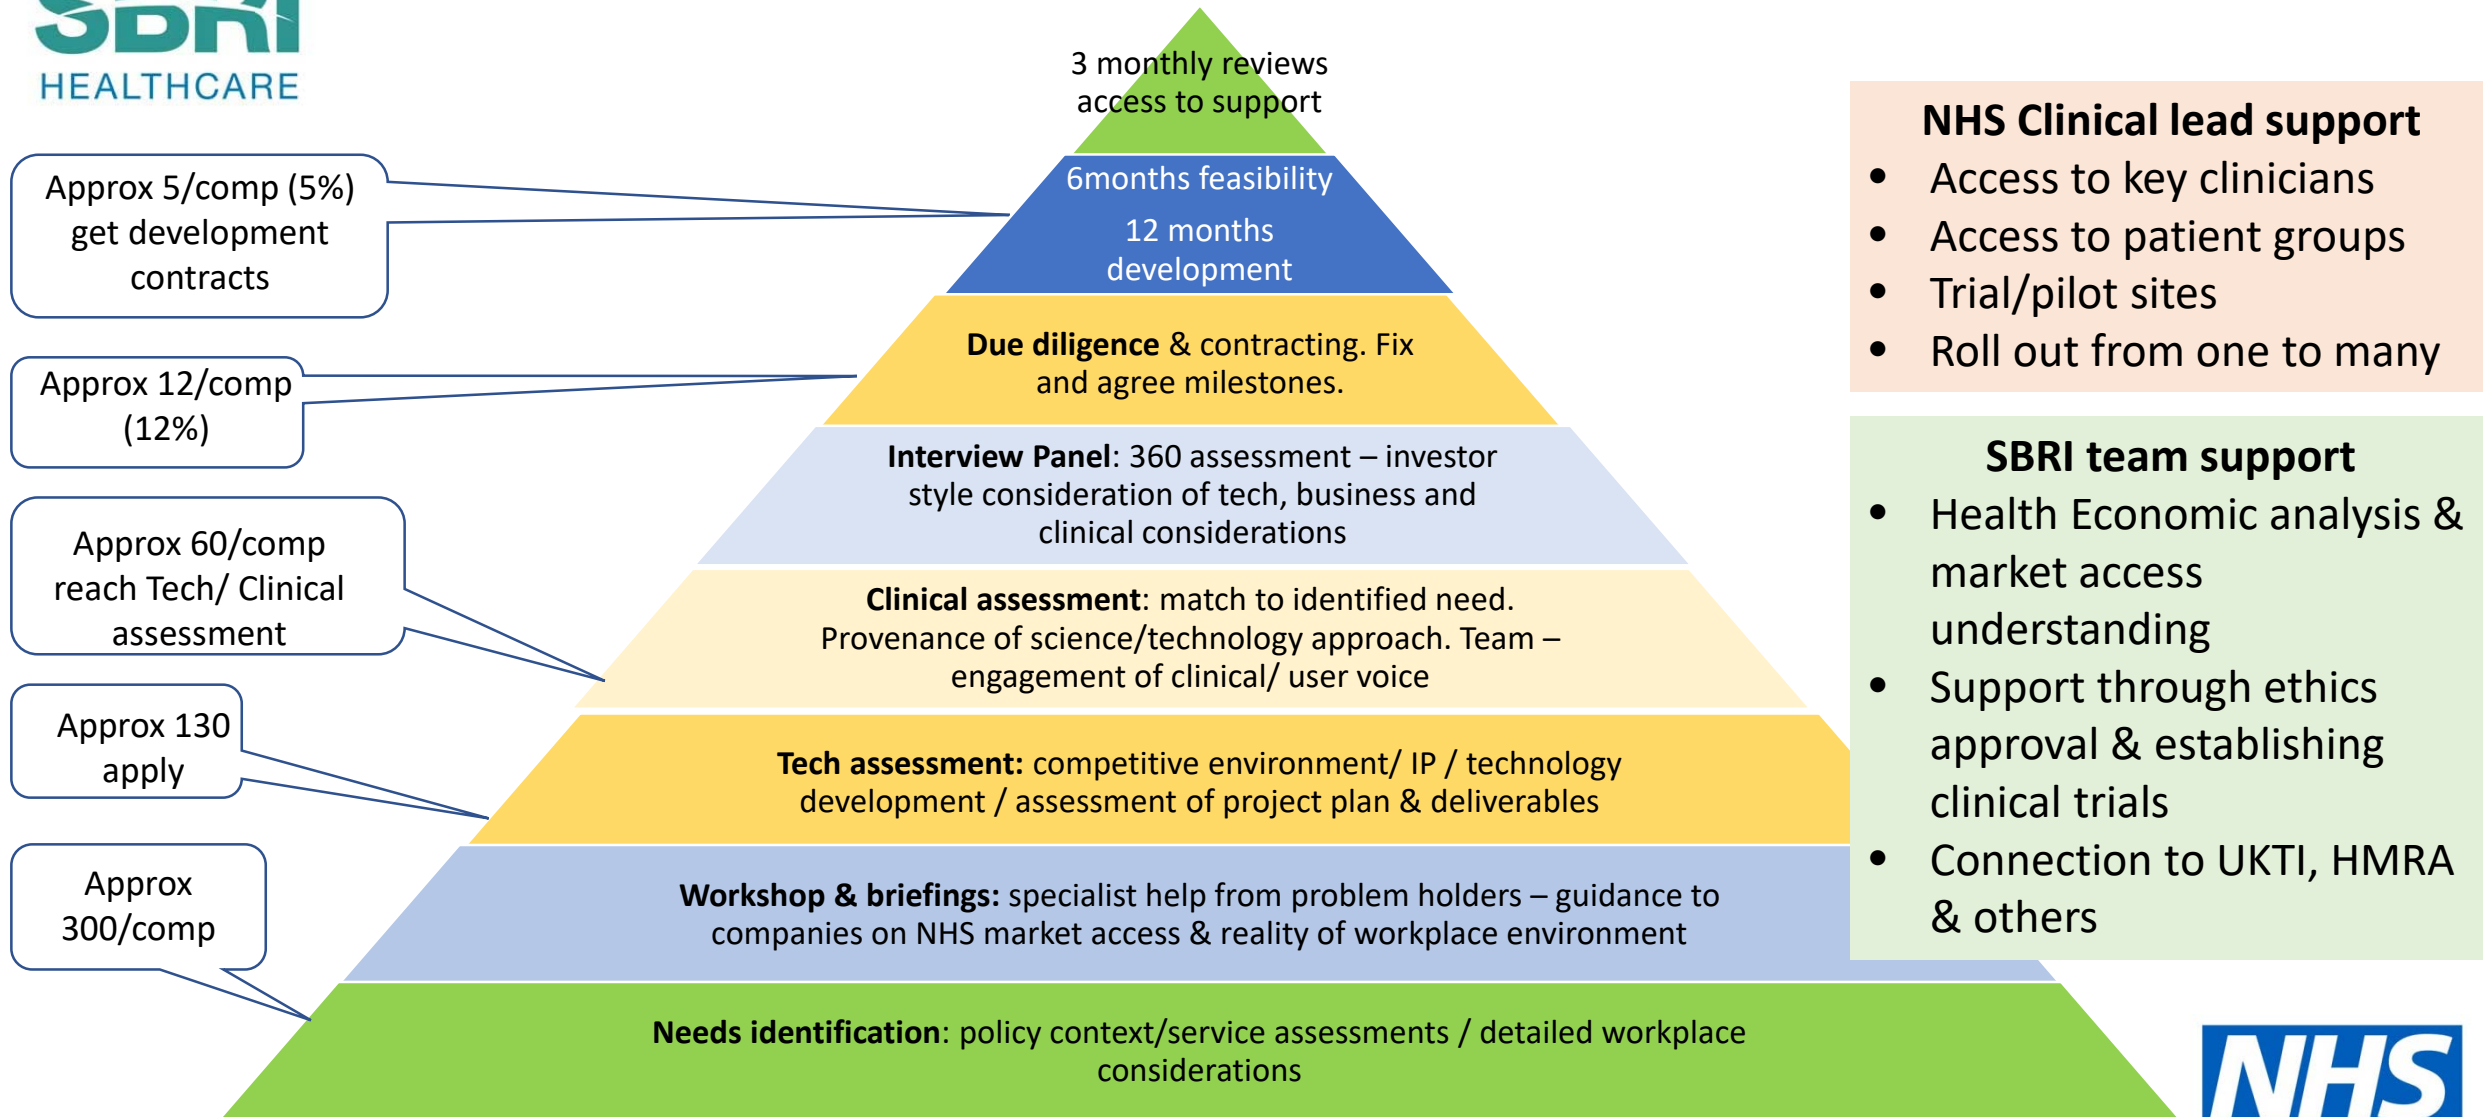 SBRI
HEALTHCARE
3 monthly reviews
access to support
6months feasibility
12 months
development
Due diligence & contracting. Fix
and agree milestones.
Interview Panel: 360 assessment – investor
style consideration of tech, business and
clinical considerations
Clinical assessment: match to identified need.
Provenance of science/technology approach. Team –
engagement of clinical/ user voice
Tech assessment: competitive environment/ IP / technology
development / assessment of project plan & deliverables
Workshop & briefings: specialist help from problem holders – guidance to
companies on NHS market access & reality of workplace environment
Needs identification: policy context/service assessments / detailed workplace
considerations
Approx 5/comp (5%)
get development
contracts
Approx 12/comp
(12%)
Approx 60/comp
reach Tech/ Clinical
assessment
Approx 130
apply
Approx
300/comp
NHS Clinical lead support
• Access to key clinicians
• Access to patient groups
• Trial/pilot sites
• Roll out from one to many
SBRI team support
• Health Economic analysis &
market access
understanding
• Support through ethics
approval & establishing
clinical trials
• Connection to UKTI, HMRA
& others
NHS